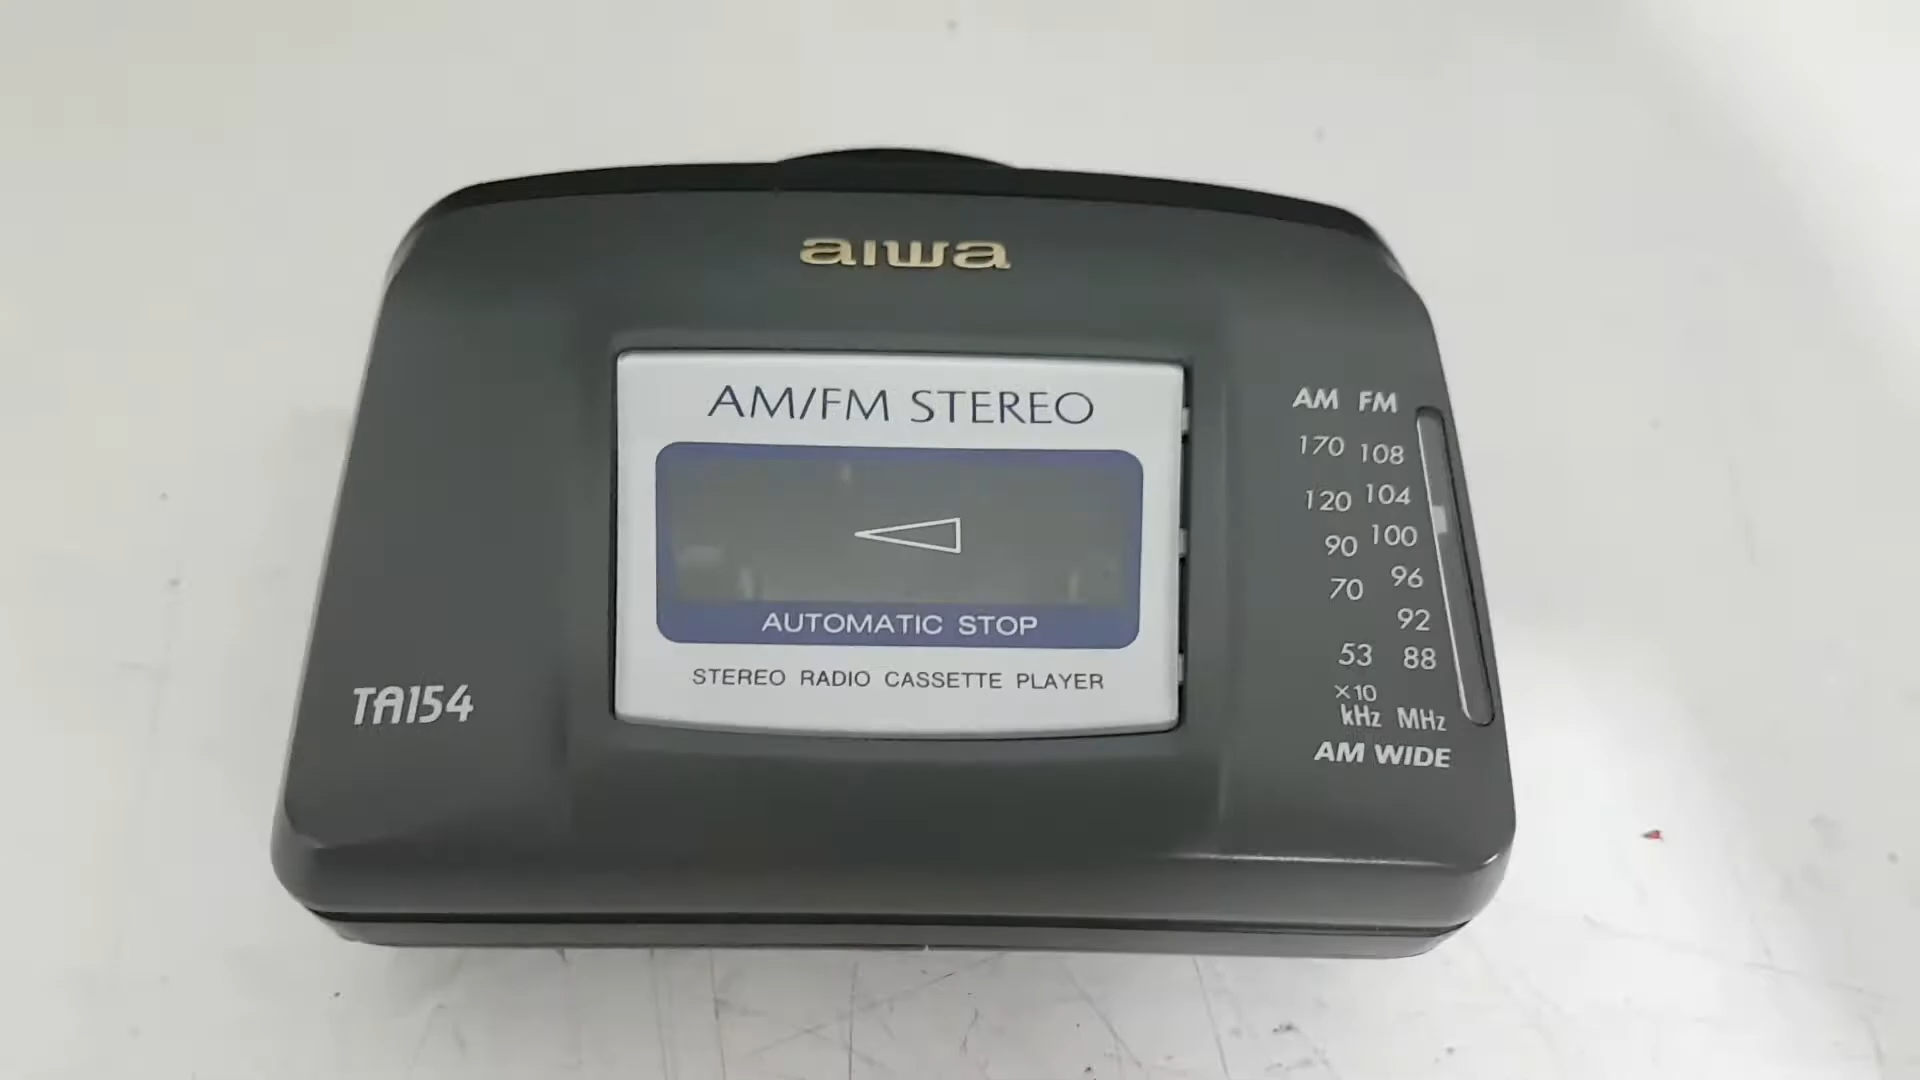 aiwa
AM/FM STEREO
AUTOMATIC STOP
STEREO RADIO CASSETTE PLAYER
TA154
AM FM
170 108
120 104
90 100
70 96
92
53 88
×10
kHz MHz
AM WIDE